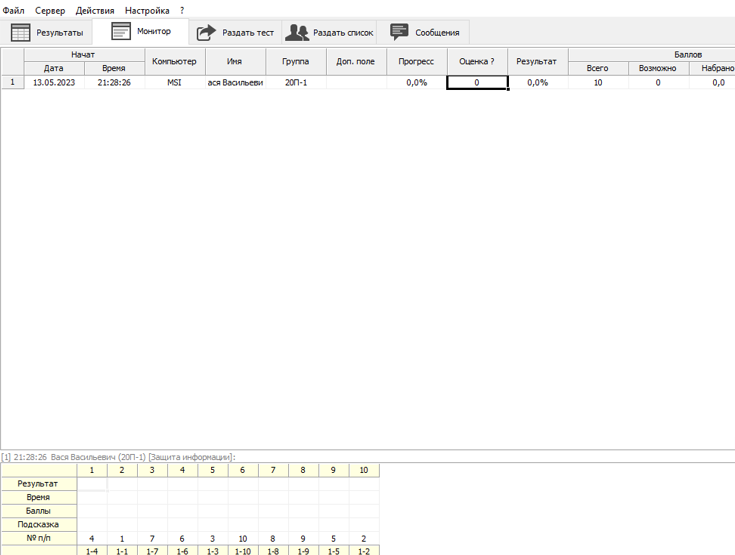 Файл Сервер Действия Настройка ?
Результаты Монитор Раздать тест Раздать список Сообщения
Начат Компьютер Имя Группа Доп. поле Прогресс Оценка ? Результат Баллов
Дата Время Всего Возможно Набрано
1 13.05.2023 21:28:26 MSI ася Васильеви 20П-1 0,0% 0 0,0% 10 0 0,0
[1] 21:28:26 Вася Васильевич (20П-1) [Защита информации]:
1 2 3 4 5 6 7 8 9 10
Результат
Время
Баллы
Подсказка
№ п/п 4 1 7 6 3 10 8 9 5 2
1-4 1-1 1-7 1-6 1-3 1-10 1-8 1-9 1-5 1-2